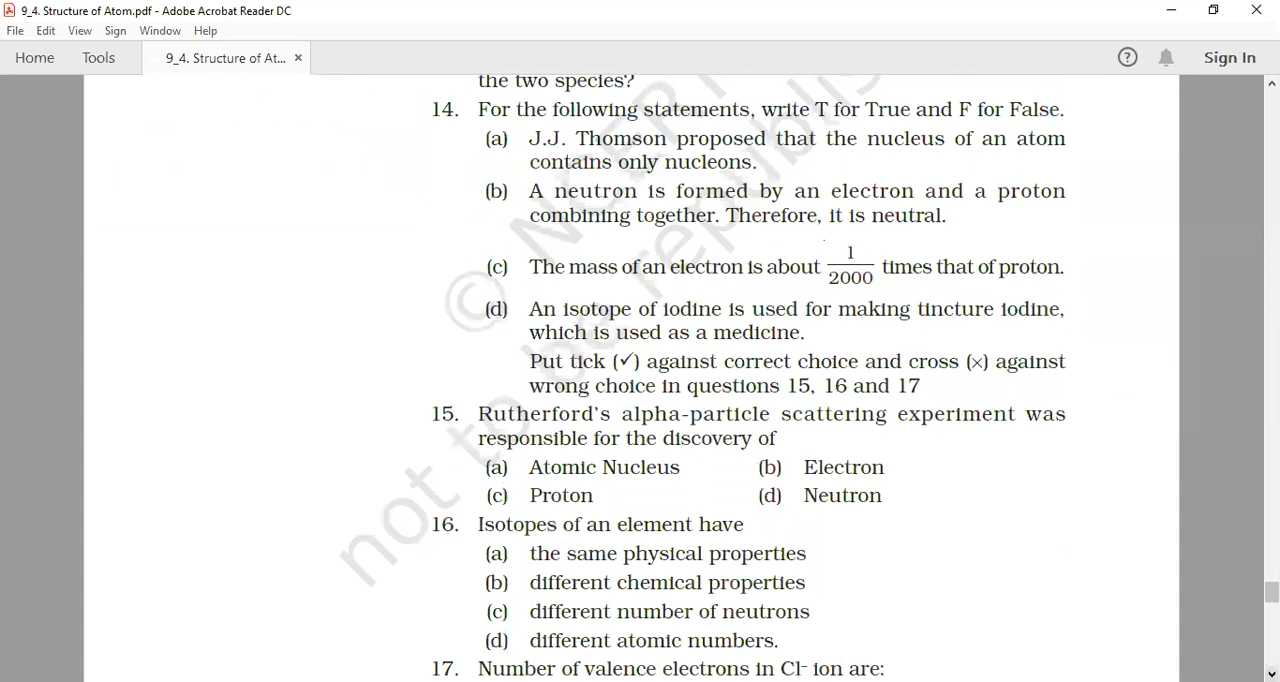 9_4. Structure of Atom.pdf - Adobe Acrobat Reader DC
File Edit View Sign Window Help
Home Tools 9_4. Structure of At... × ? Sign In
the two species?
14. For the following statements, write T for True and F for False.
(a) J.J. Thomson proposed that the nucleus of an atom
contains only nucleons.
(b) A neutron is formed by an electron and a proton
combining together. Therefore, it is neutral.
(c) The mass of an electron is about 1/2000 times that of proton.
(d) An isotope of iodine is used for making tincture iodine,
which is used as a medicine.
Put tick (✓) against correct choice and cross (×) against
wrong choice in questions 15, 16 and 17
15. Rutherford's alpha-particle scattering experiment was
responsible for the discovery of
(a) Atomic Nucleus (b) Electron
(c) Proton (d) Neutron
16. Isotopes of an element have
(a) the same physical properties
(b) different chemical properties
(c) different number of neutrons
(d) different atomic numbers.
17. Number of valence electrons in Cl⁻ ion are:
© NCERT
not to be republis